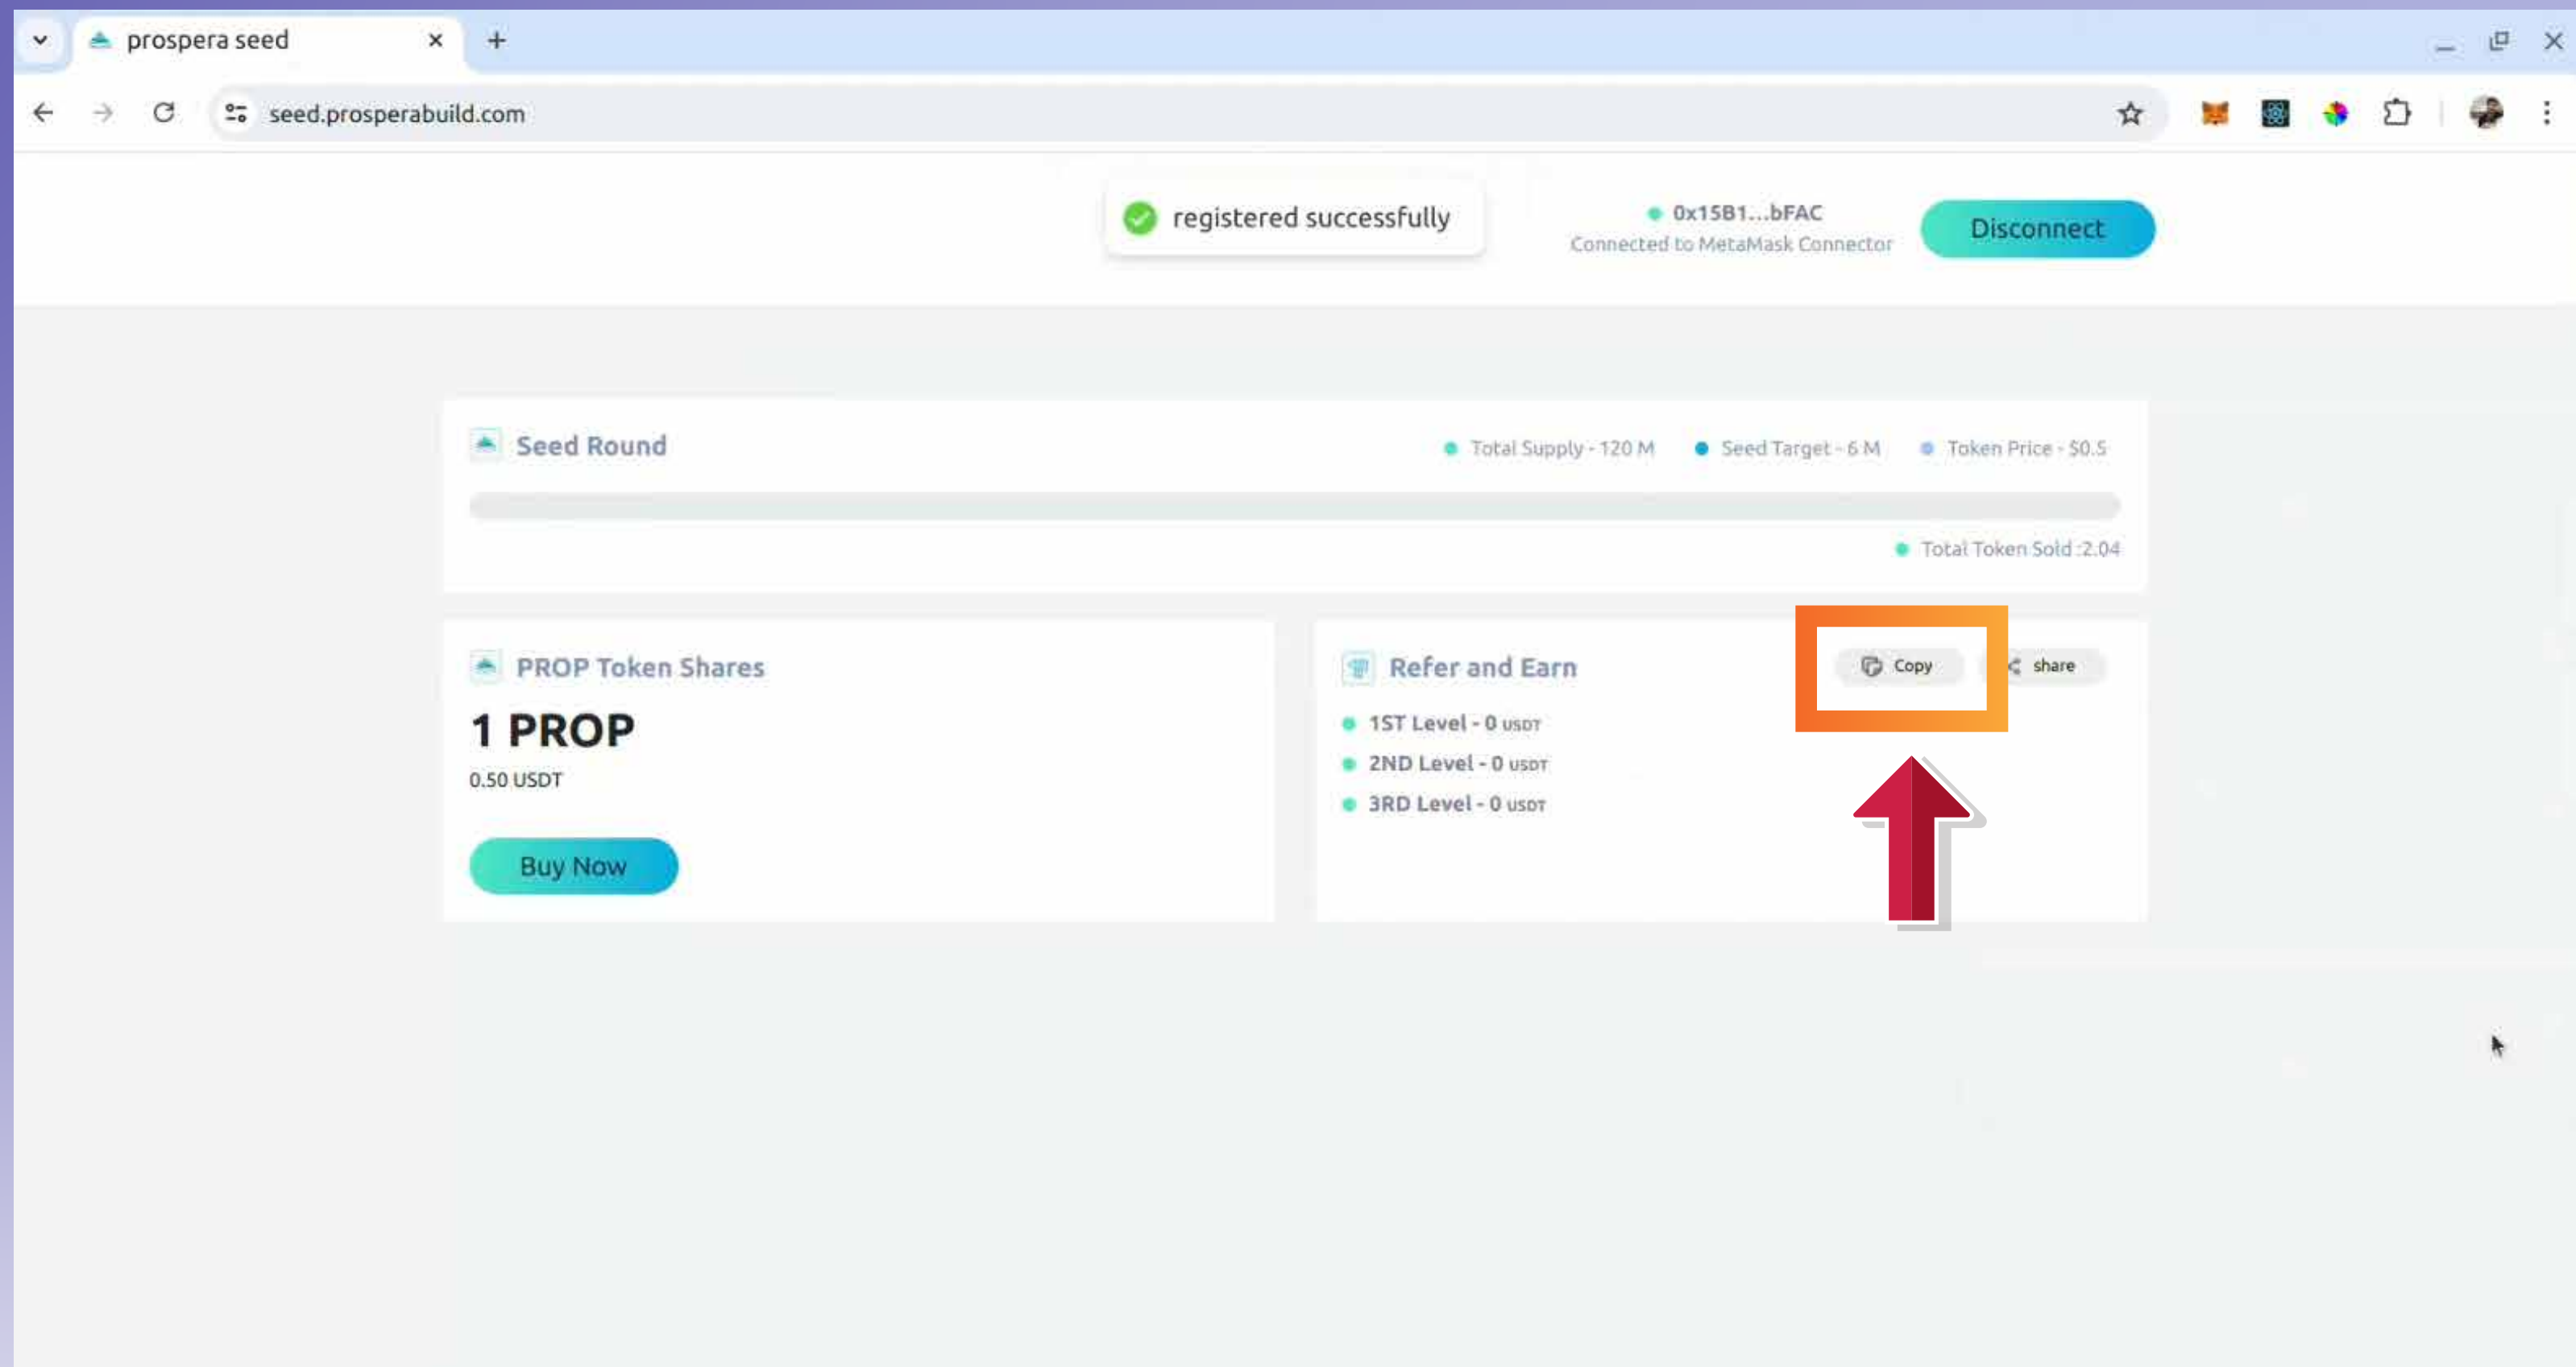 prospera seed
seed.prosperabuild.com
registered successfully
0x15B1...bFAC
Connected to MetaMask Connector
Disconnect
Seed Round
Total Supply - 120 M
Seed Target - 6 M
Token Price - $0.5
Total Token Sold :2.04
PROP Token Shares
1 PROP
0.50 USDT
Buy Now
Refer and Earn
Copy
share
1ST Level - 0 USDT
2ND Level - 0 USDT
3RD Level - 0 USDT